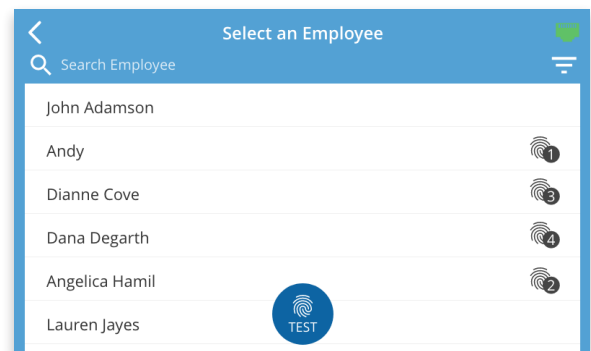 Select an Employee
Search Employee
John Adamson
Andy 1
Dianne Cove 3
Dana Degarth 4
Angelica Hamil 2
Lauren Jayes
TEST